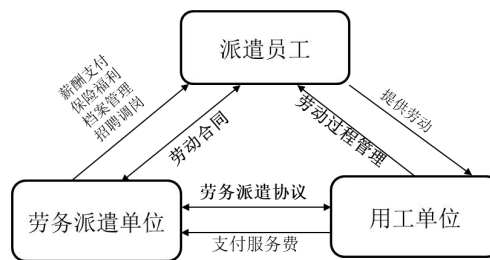 派遣员工
薪酬支付
保险福利
档案管理
招聘调岗
劳动合同
劳动过程管理
提供劳动
劳务派遣单位
劳务派遣协议
支付服务费
用工单位